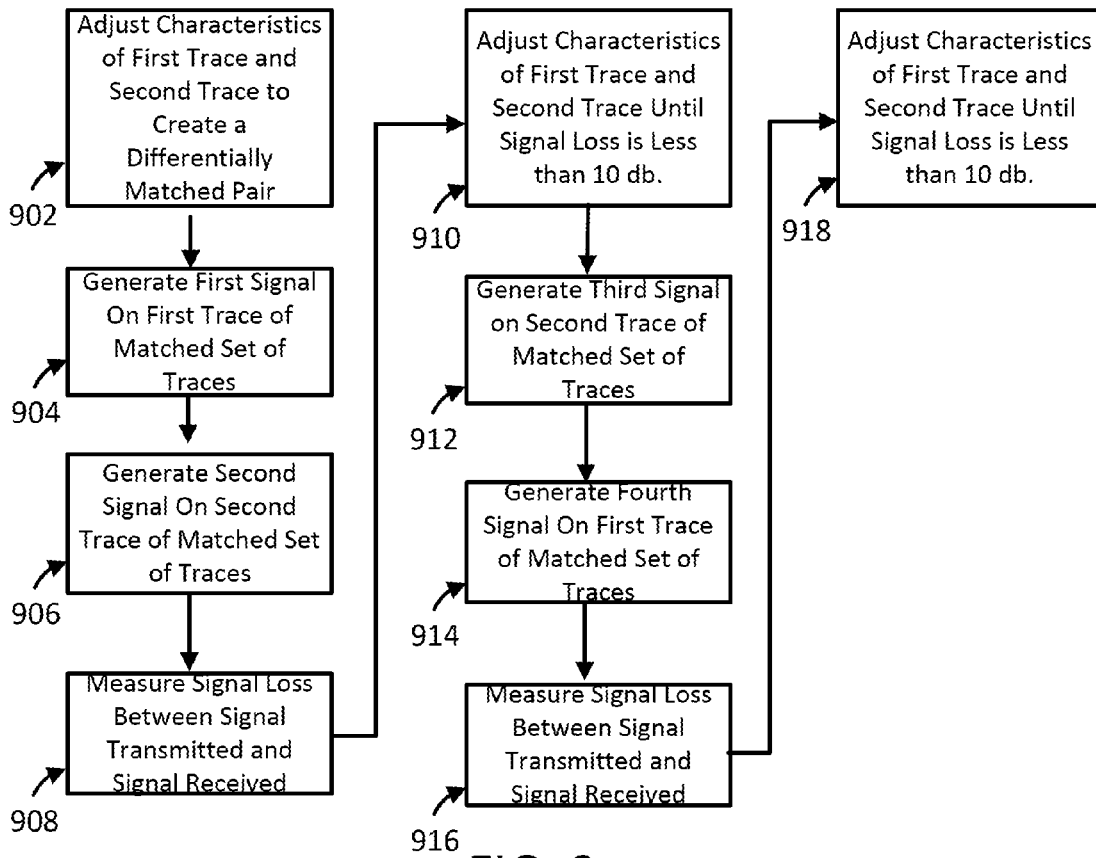 Adjust Characteristics
of First Trace and
Second Trace to
Create a
Differentially
Matched Pair
902
Generate First Signal
On First Trace of
Matched Set of
Traces
904
Generate Second
Signal On Second
Trace of Matched Set
of Traces
906
Measure Signal Loss
Between Signal
Transmitted and
Signal Received
908
Adjust Characteristics
of First Trace and
Second Trace Until
Signal Loss is Less
than 10 db.
910
Generate Third Signal
on Second Trace of
Matched Set of
Traces
912
Generate Fourth
Signal On First Trace
of Matched Set of
Traces
914
Measure Signal Loss
Between Signal
Transmitted and
Signal Received
916
Adjust Characteristics
of First Trace and
Second Trace Until
Signal Loss is Less
than 10 db.
918